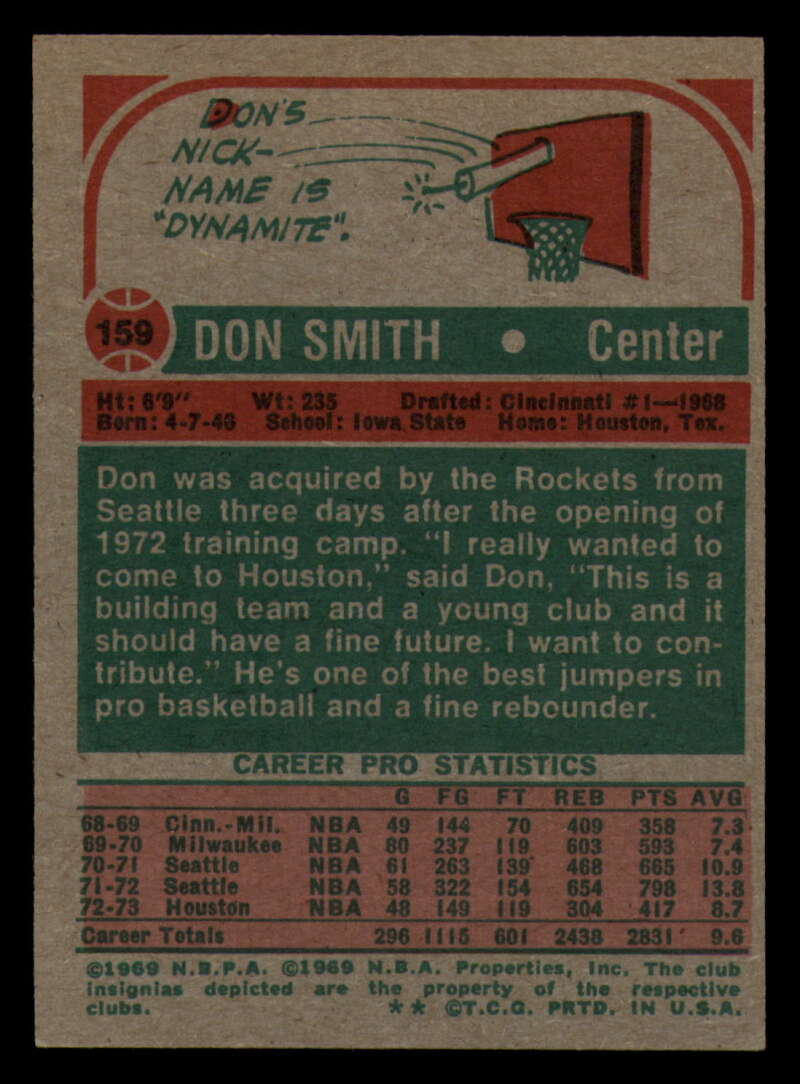 DON'S
NICK-
NAME IS
"DYNAMITE".
159 DON SMITH • Center
Ht: 6'9" Wt: 235 Drafted: Cincinnati #1—1968
Born: 4-7-46 School: Iowa State Home: Houston, Tex.
Don was acquired by the Rockets from
Seattle three days after the opening of
1972 training camp. "I really wanted to
come to Houston," said Don, "This is a
building team and a young club and it
should have a fine future. I want to con-
tribute." He's one of the best jumpers in
pro basketball and a fine rebounder.
CAREER PRO STATISTICS
G FG FT REB PTS AVG
68-69 Cinn.-Mil. NBA 49 144 70 409 358 7.3
69-70 Milwaukee NBA 80 237 119 603 593 7.4
70-71 Seattle NBA 61 263 139 468 665 10.9
71-72 Seattle NBA 58 322 154 654 798 13.8
72-73 Houston NBA 48 149 119 304 417 8.7
Career Totals 296 1115 601 2438 2831 9.6
©1969 N.B.P.A. ©1969 N.B.A. Properties, Inc. The club
insignias depicted are the property of the respective
clubs. ** ©T.C.G. PRTD. IN U.S.A.